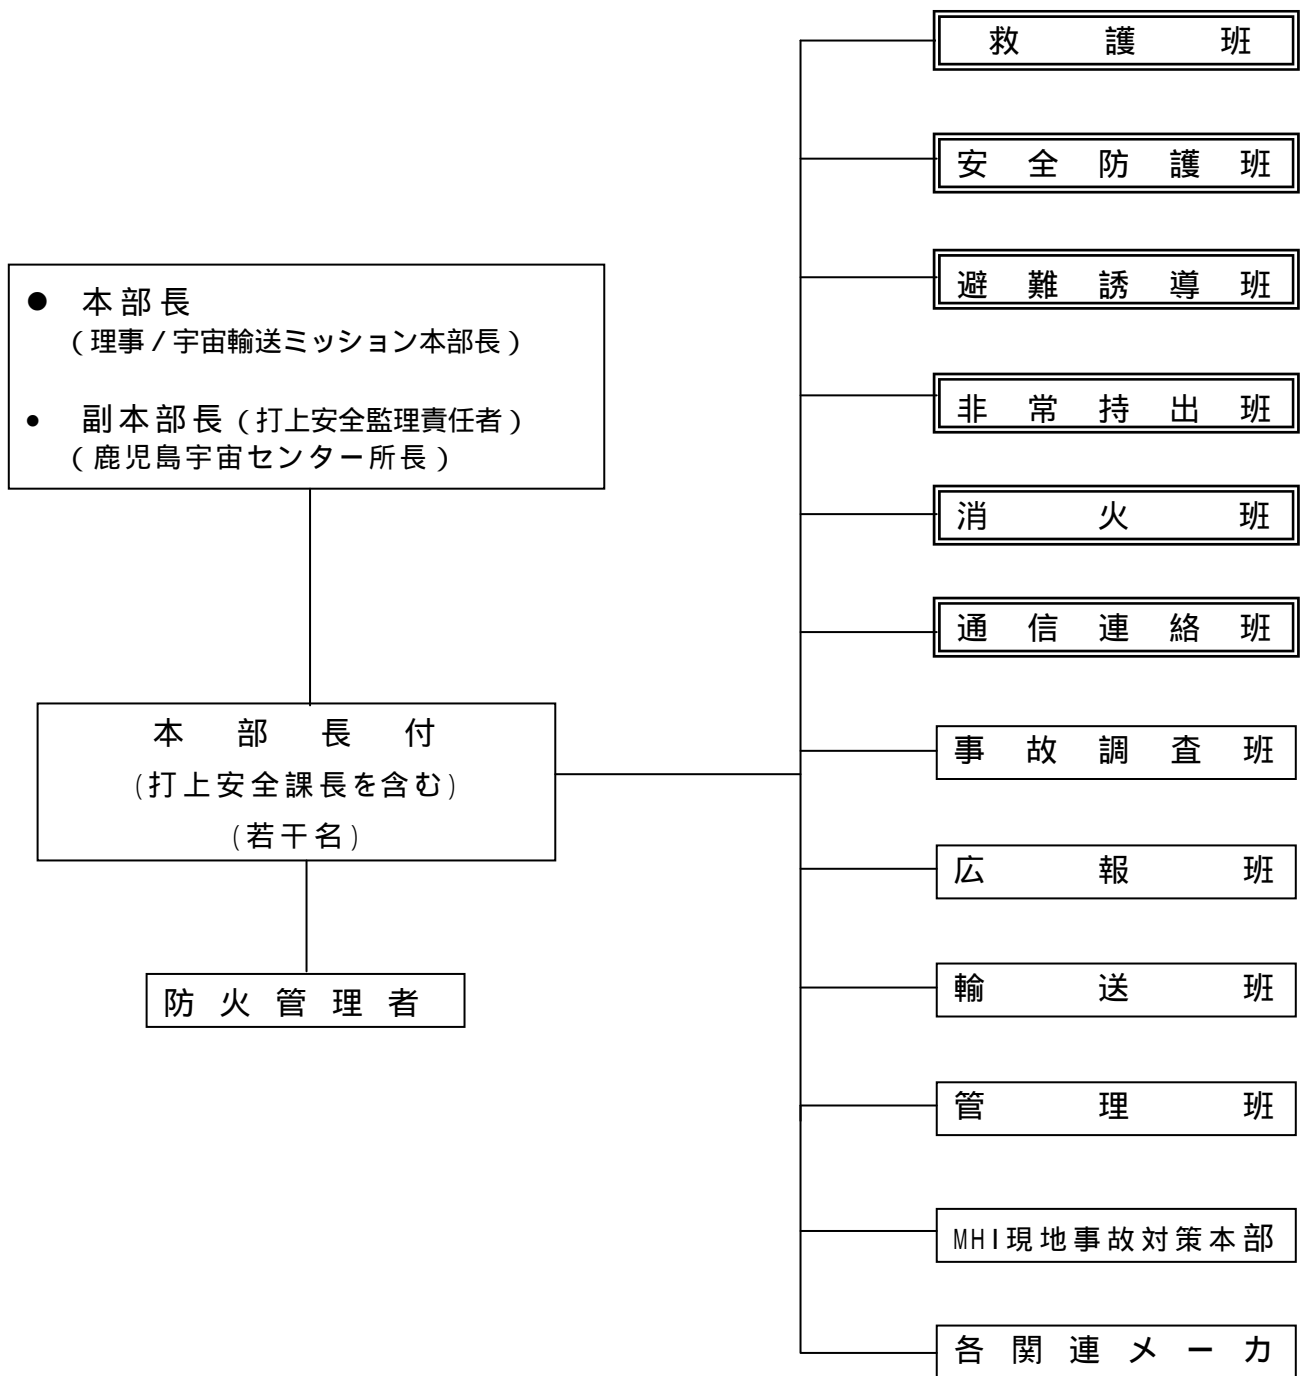 ● 本部長
(理事/宇宙輸送ミッション本部長)
• 副本部長(打上安全監理責任者)
(鹿児島宇宙センター所長)
本部長付
(打上安全課長を含む)
(若干名)
防火管理者
救護班
安全防護班
避難誘導班
非常持出班
消火班
通信連絡班
事故調査班
広報班
輸送班
管理班
MHI現地事故対策本部
各関連メーカ